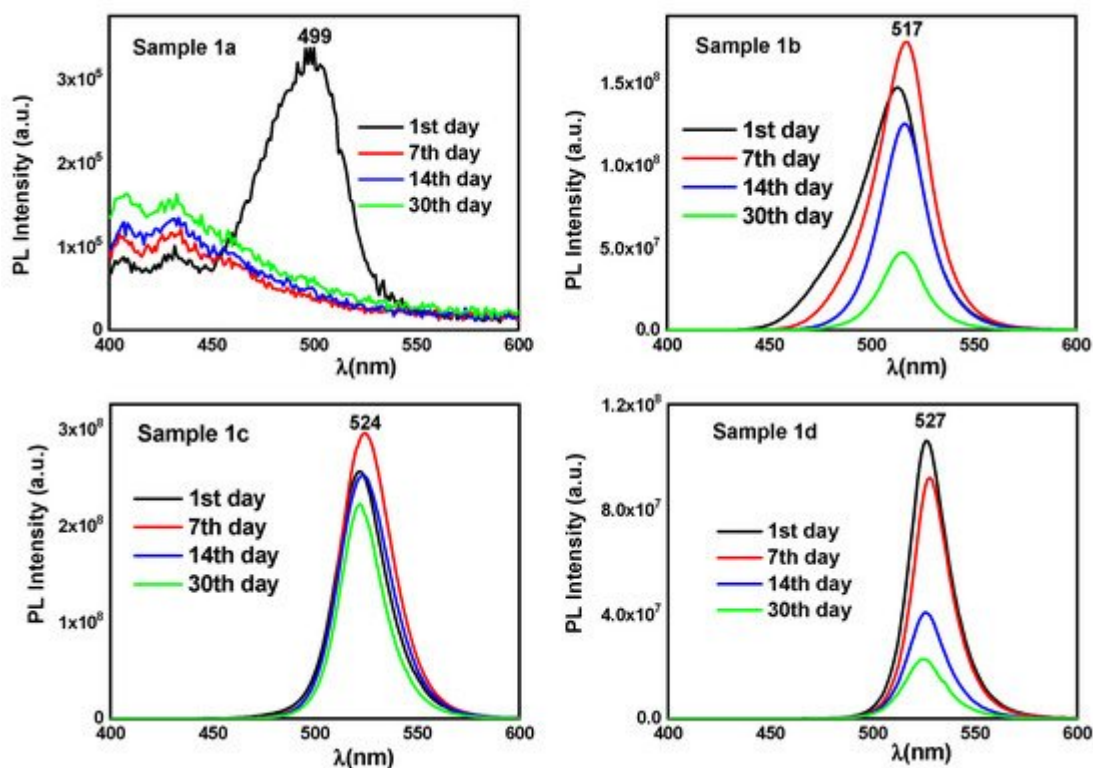 Sample 1a
499
1st day
7th day
14th day
30th day
3x10⁵
2x10⁵
1x10⁵
0
PL Intensity (a.u.)
400 450 500 550 600
λ(nm)
Sample 1b
517
1st day
7th day
14th day
30th day
1.5x10⁸
1.0x10⁸
5.0x10⁷
0.0
PL Intensity (a.u.)
400 450 500 550 600
λ(nm)
Sample 1c
524
1st day
7th day
14th day
30th day
3x10⁸
2x10⁸
1x10⁸
0
PL Intensity (a.u.)
400 450 500 550 600
λ(nm)
Sample 1d
527
1st day
7th day
14th day
30th day
1.2x10⁸
8.0x10⁷
4.0x10⁷
0.0
PL Intensity (a.u.)
400 450 500 550 600
λ(nm)